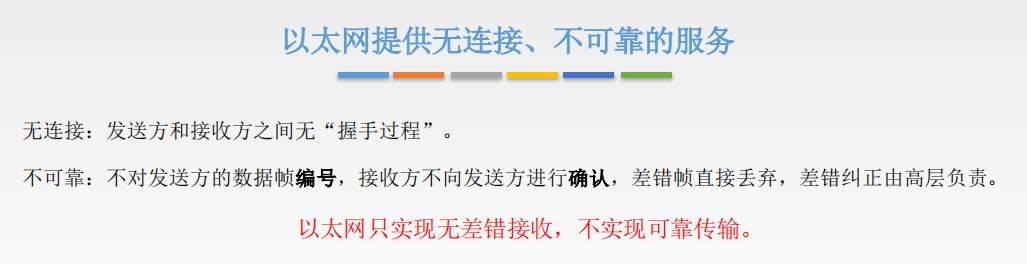 以太网提供无连接、不可靠的服务
无连接：发送方和接收方之间无“握手过程”。
不可靠：不对发送方的数据帧编号，接收方不向发送方进行确认，差错帧直接丢弃，差错纠正由高层负责。
以太网只实现无差错接收，不实现可靠传输。